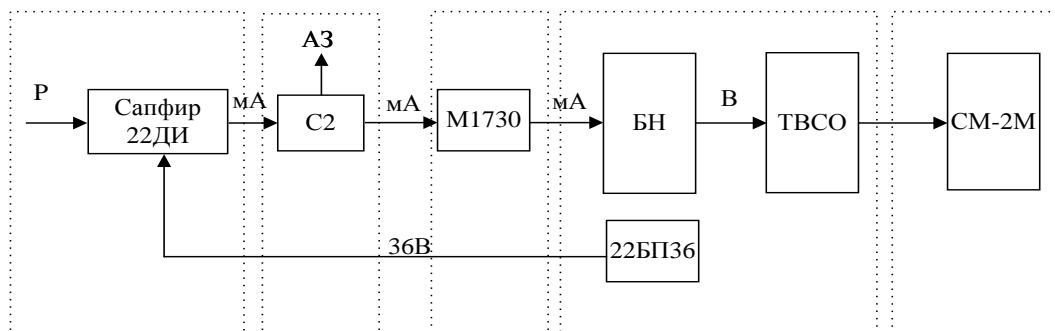 АЗ
Р
Сапфир
22ДИ
мА
С2
мА
М1730
мА
БН
В
ТВСО
СМ-2М
36В
22БП36